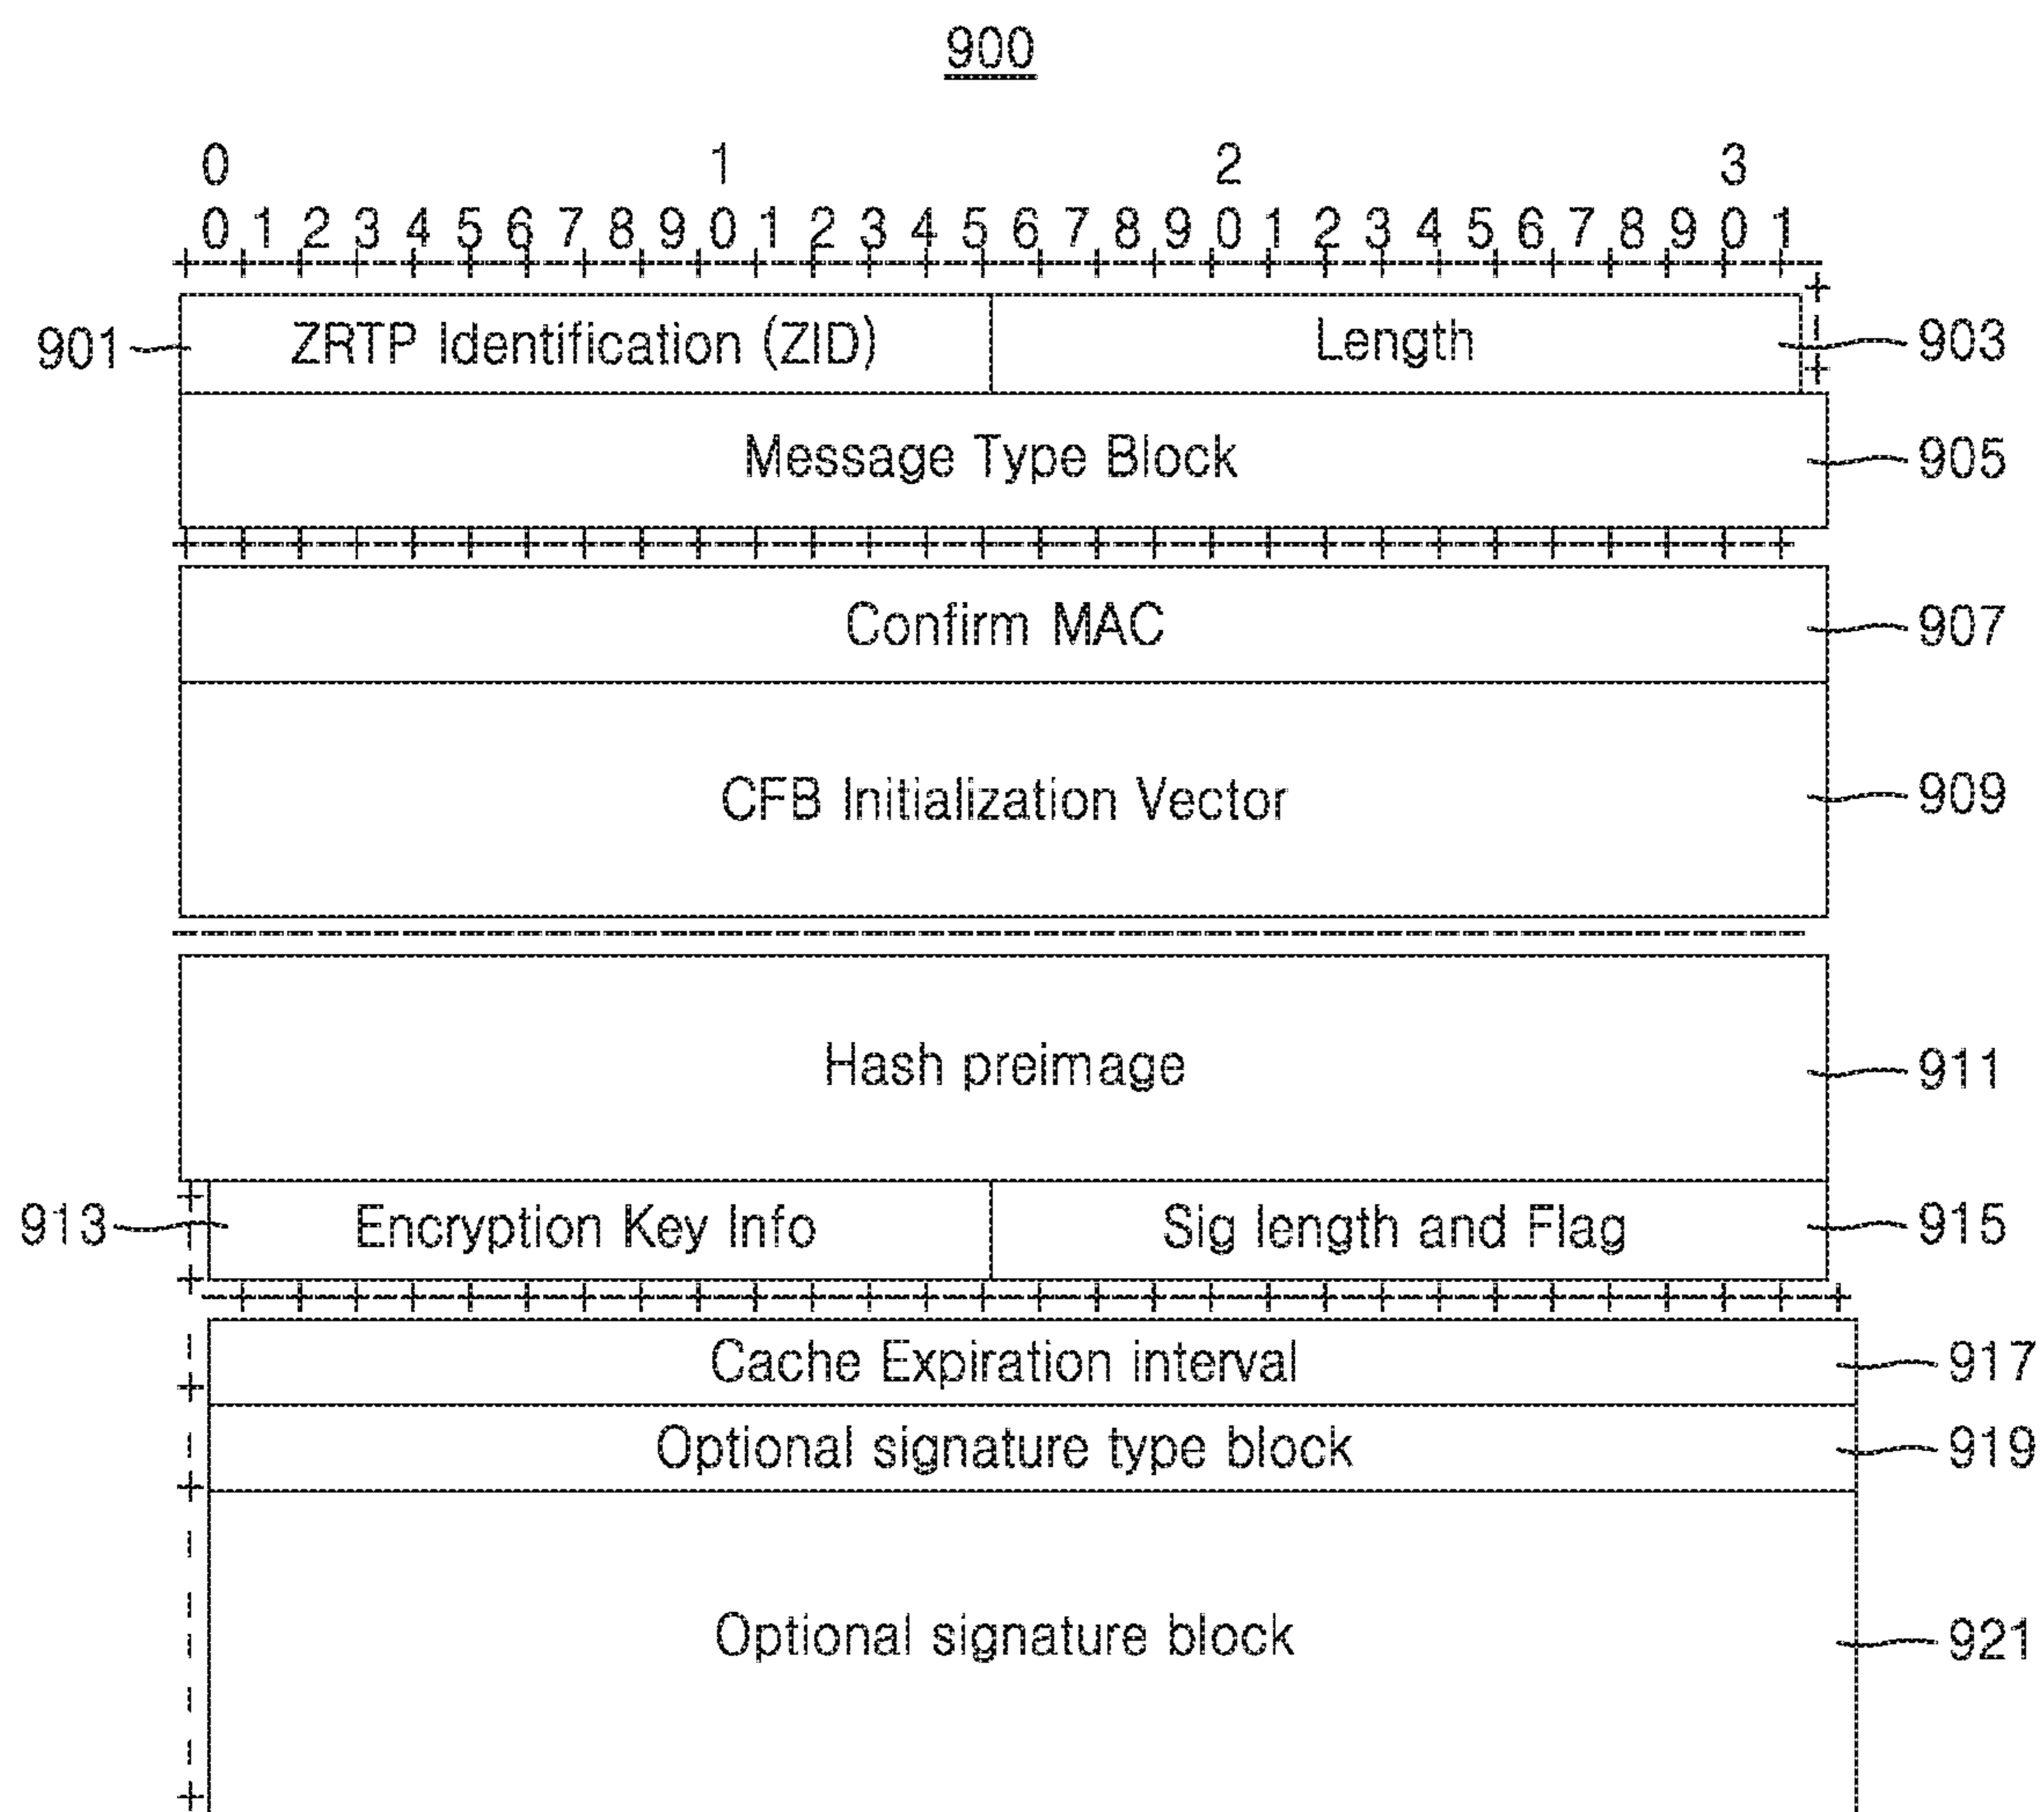 900
0 1 2 3
0 1 2 3 4 5 6 7 8 9 0 1 2 3 4 5 6 7 8 9 0 1 2 3 4 5 6 7 8 9 0 1
901 ZRTP Identification (ZID) Length 903
Message Type Block 905
Confirm MAC 907
CFB Initialization Vector 909
Hash preimage 911
913 Encryption Key Info Sig length and Flag 915
Cache Expiration interval 917
Optional signature type block 919
Optional signature block 921